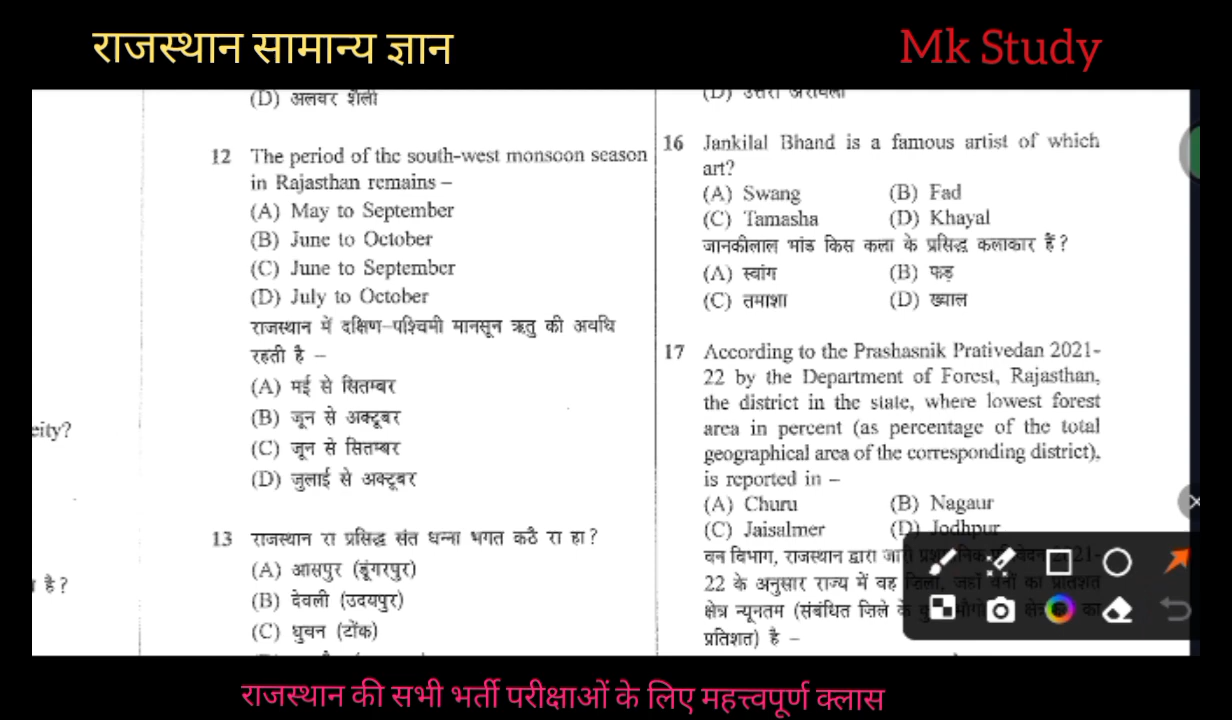 राजस्थान सामान्य ज्ञान
Mk Study
(D) अलवर शैली
12 The period of the south-west monsoon season
in Rajasthan remains –
(A) May to September
(B) June to October
(C) June to September
(D) July to October
राजस्थान में दक्षिण–पश्चिमी मानसून ऋतु की अवधि
रहती है –
(A) मई से सितम्बर
(B) जून से अक्टूबर
(C) जून से सितम्बर
(D) जुलाई से अक्टूबर
13 राजस्थान रा प्रसिद्ध संत धन्ना भगत कठै रा हा?
(A) आसपुर (डूंगरपुर)
(B) देवली (उदयपुर)
(C) धुवन (टोंक)
है?
(D) उत्तरी अरावली
16 Jankilal Bhand is a famous artist of which
art?
(A) Swang (B) Fad
(C) Tamasha (D) Khayal
जानकीलाल भांड किस कला के प्रसिद्ध कलाकार हैं?
(A) स्वांग (B) फड़
(C) तमाशा (D) ख्याल
17 According to the Prashasnik Prativedan 2021-
22 by the Department of Forest, Rajasthan,
the district in the state, where lowest forest
area in percent (as percentage of the total
geographical area of the corresponding district),
is reported in –
(A) Churu (B) Nagaur
(C) Jaisalmer (D) Jodhpur
वन विभाग, राजस्थान द्वारा
22 के अनुसार राज्य में वह
क्षेत्र न्यूनतम (संबंधित जिले के
प्रतिशत) है –
राजस्थान की सभी भर्ती परीक्षाओं के लिए महत्त्वपूर्ण क्लास